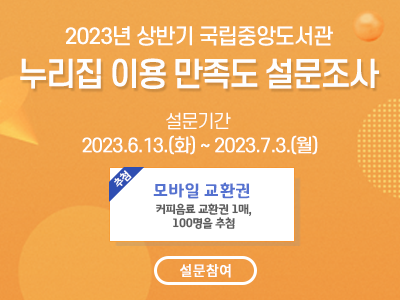 2023년 상반기 국립중앙도서관
누리집 이용 만족도 설문조사
설문기간
2023.6.13.(화) ~ 2023.7.3.(월)
추첨
모바일 교환권
커피음료 교환권 1매,
100명을 추첨
설문참여